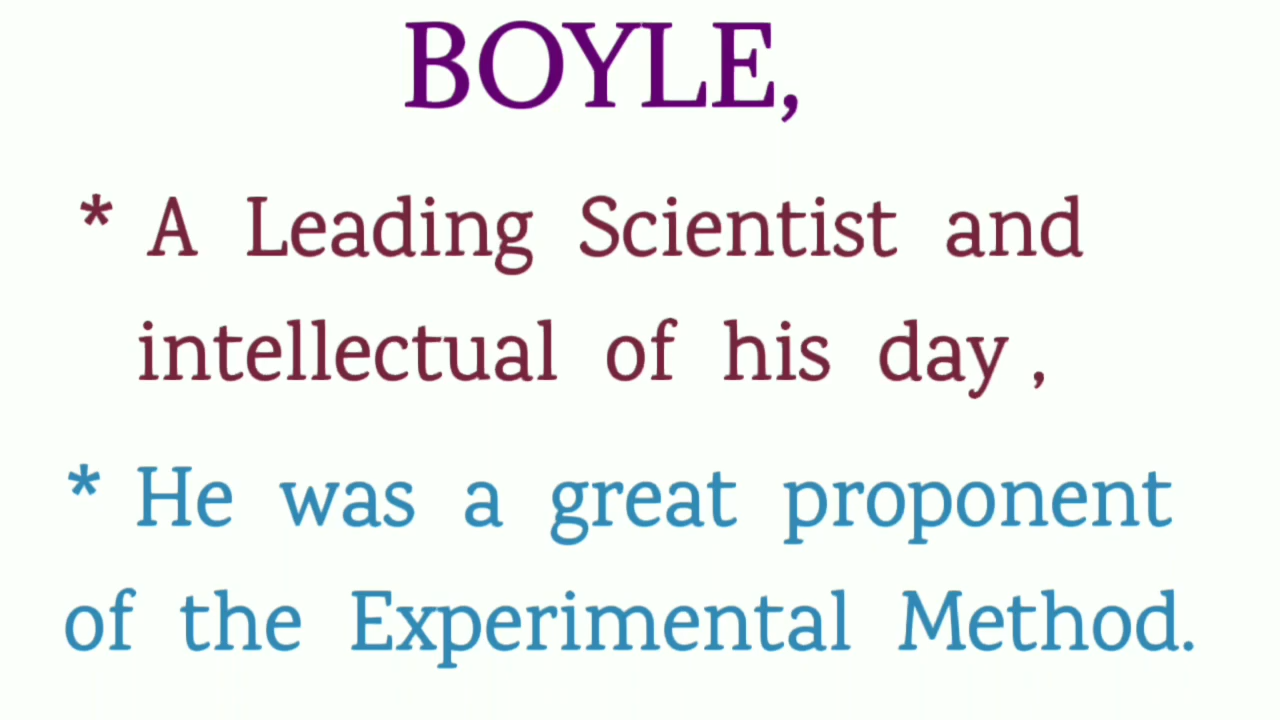 BOYLE,
* A Leading Scientist and
intellectual of his day ,
* He was a great proponent
of the Experimental Method.